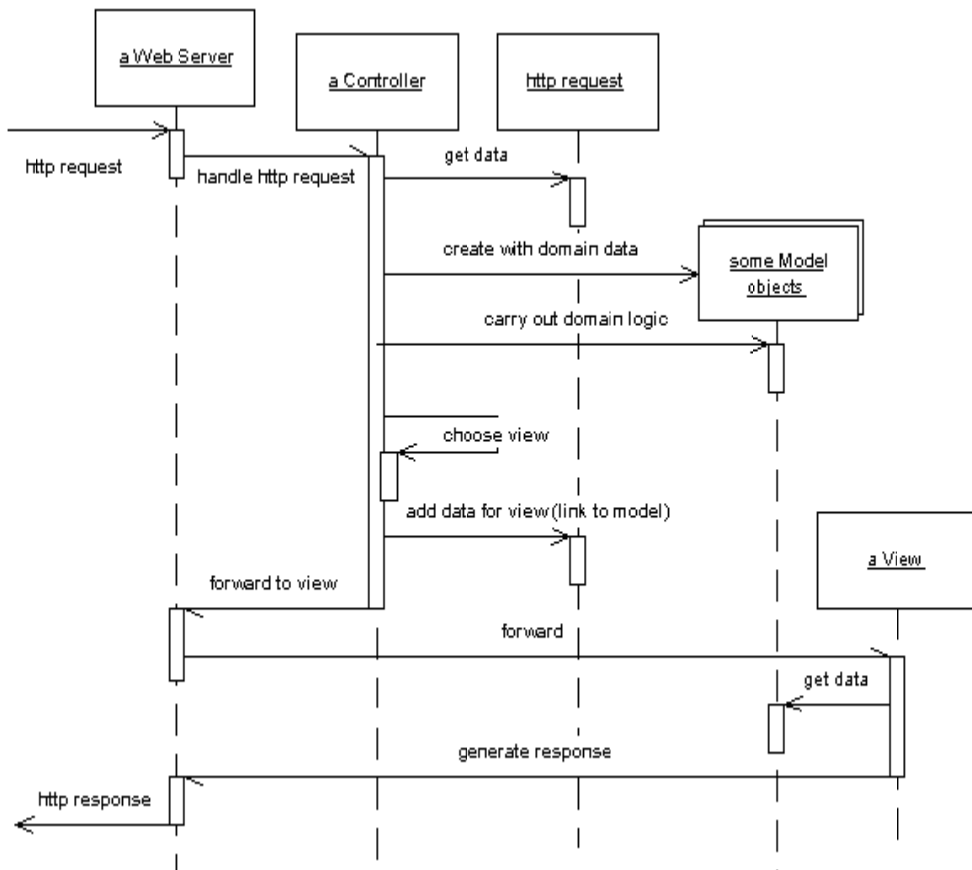 a Web Server
a Controller
http request
http request
handle http request
get data
create with domain data
some Model
objects
carry out domain logic
choose view
add data for view (link to model)
a View
forward to view
forward
get data
generate response
http response